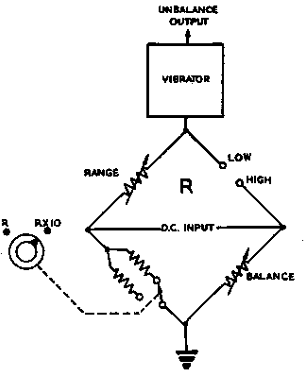 UNBALANCE
OUTPUT
VIBRATOR
LOW
RANGE
HIGH
R
R
RX10
D.C. INPUT
BALANCE